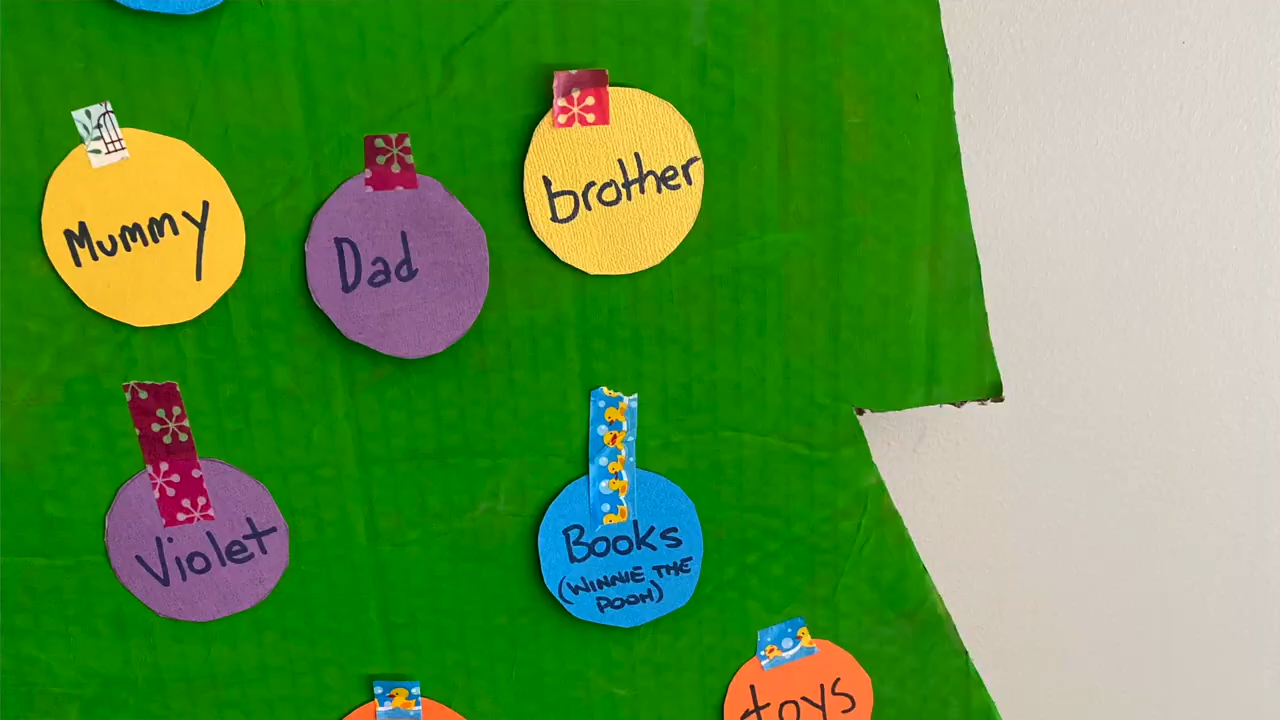 Mummy
Dad
brother
Violet
Books
(WINNIE THE
POOH)
toys